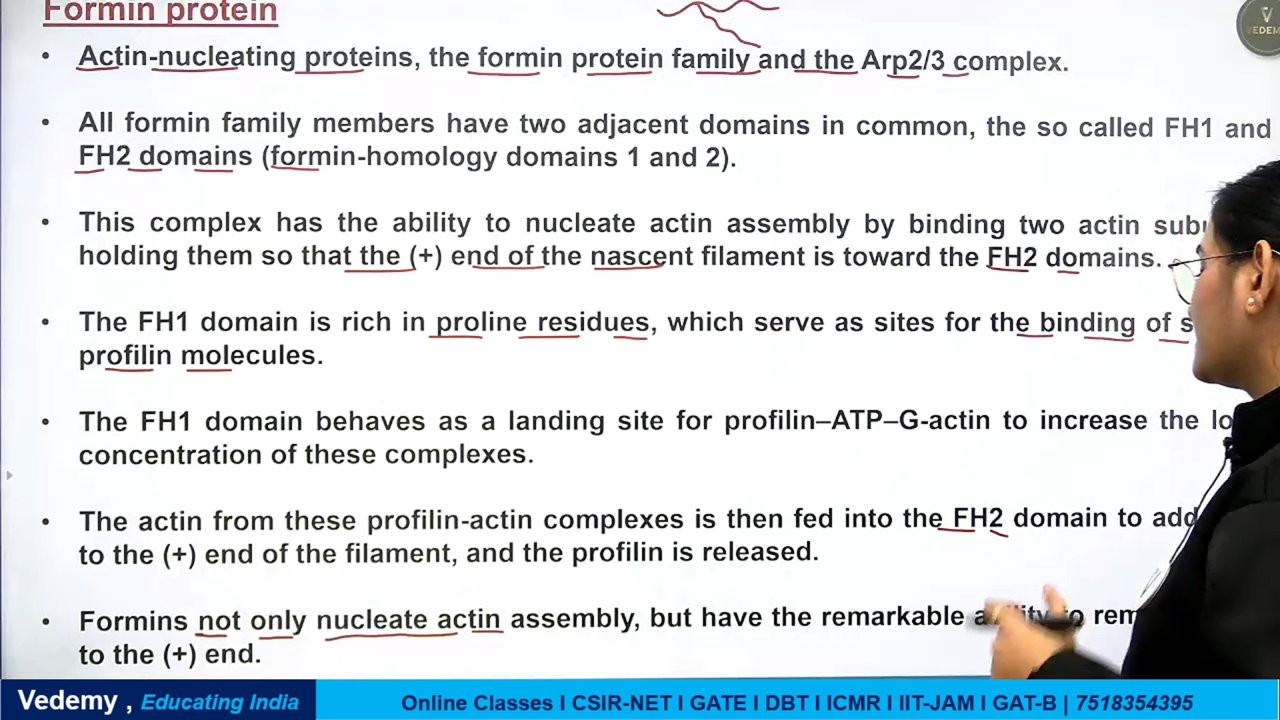 Formin protein
• Actin-nucleating proteins, the formin protein family and the Arp2/3 complex.
• All formin family members have two adjacent domains in common, the so called FH1 and
FH2 domains (formin-homology domains 1 and 2).
• This complex has the ability to nucleate actin assembly by binding two actin
holding them so that the (+) end of the nascent filament is toward the FH2 domains.
• The FH1 domain is rich in proline residues, which serve as sites for the binding of
profilin molecules.
• The FH1 domain behaves as a landing site for profilin–ATP–G-actin to increase the
concentration of these complexes.
• The actin from these profilin-actin complexes is then fed into the FH2 domain to add
to the (+) end of the filament, and the profilin is released.
• Formins not only nucleate actin assembly, but have the remarkable to
to the (+) end.
Vedemy , Educating India
Online Classes I CSIR-NET I GATE I DBT I ICMR I IIT-JAM I GAT-B | 7518354395